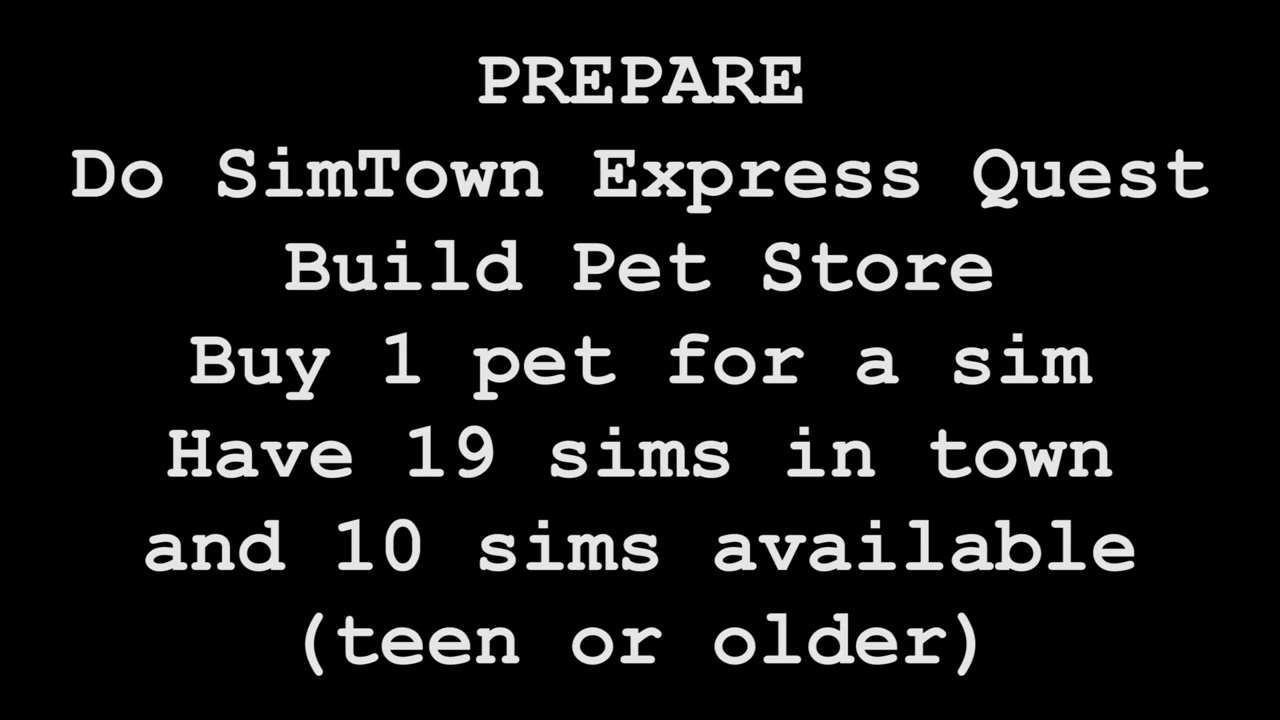 PREPARE
Do SimTown Express Quest
Build Pet Store
Buy 1 pet for a sim
Have 19 sims in town
and 10 sims available
(teen or older)